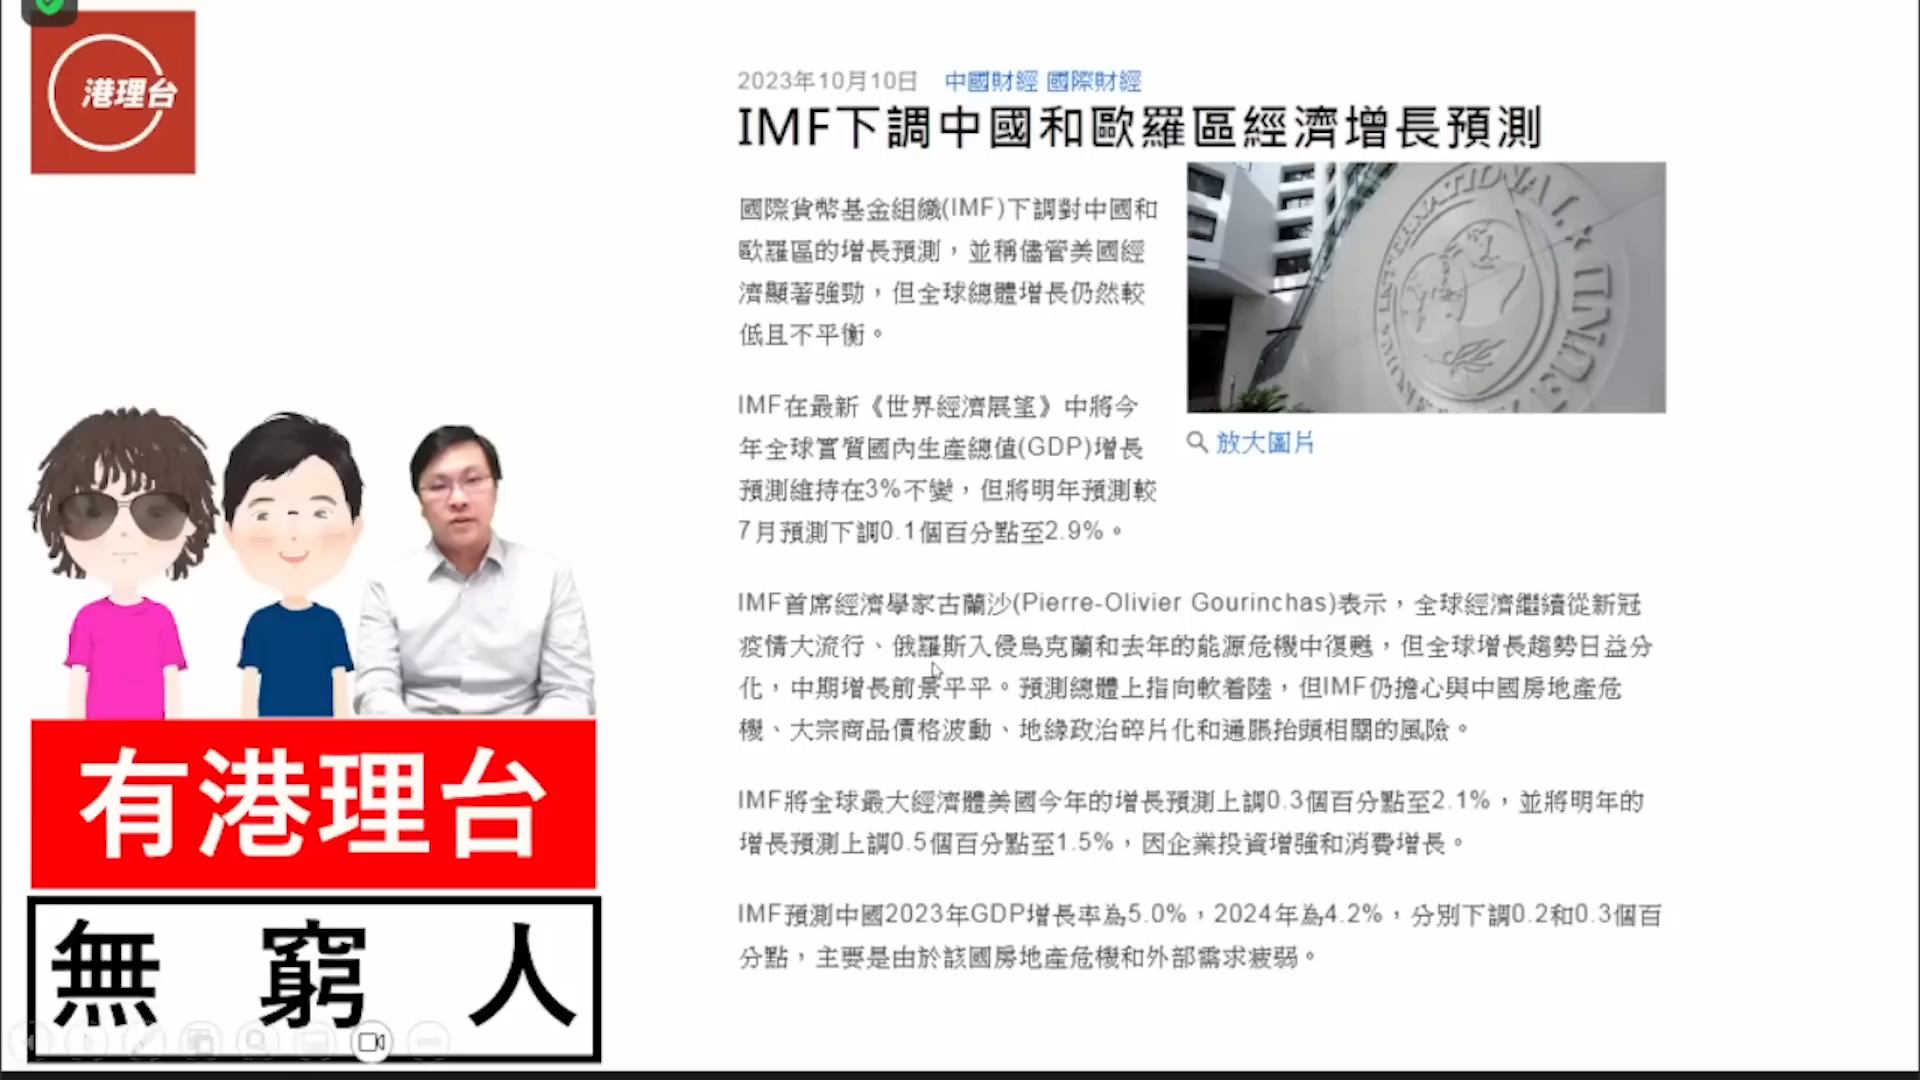 港理台
2023年10月10日 中國財經 國際財經
IMF下調中國和歐羅區經濟增長預測
國際貨幣基金組織(IMF)下調對中國和
歐羅區的增長預測，並稱儘管美國經
濟顯著強勁，但全球總體增長仍然較
低且不平衡。
放大圖片
IMF在最新《世界經濟展望》中將今
年全球實質國內生產總值(GDP)增長
預測維持在3%不變，但將明年預測較
7月預測下調0.1個百分點至2.9%。
IMF首席經濟學家古蘭沙(Pierre-Olivier Gourinchas)表示，全球經濟繼續從新冠
疫情大流行、俄羅斯入侵烏克蘭和去年的能源危機中復甦，但全球增長趨勢日益分
化，中期增長前景平平。預測總體上指向軟着陸，但IMF仍擔心與中國房地產危
機、大宗商品價格波動、地緣政治碎片化和通脹抬頭相關的風險。
IMF將全球最大經濟體美國今年的增長預測上調0.3個百分點至2.1%，並將明年的
增長預測上調0.5個百分點至1.5%，因企業投資增強和消費增長。
IMF預測中國2023年GDP增長率為5.0%，2024年為4.2%，分別下調0.2和0.3個百
分點，主要是由於該國房地產危機和外部需求疲弱。
有港理台
無窮人